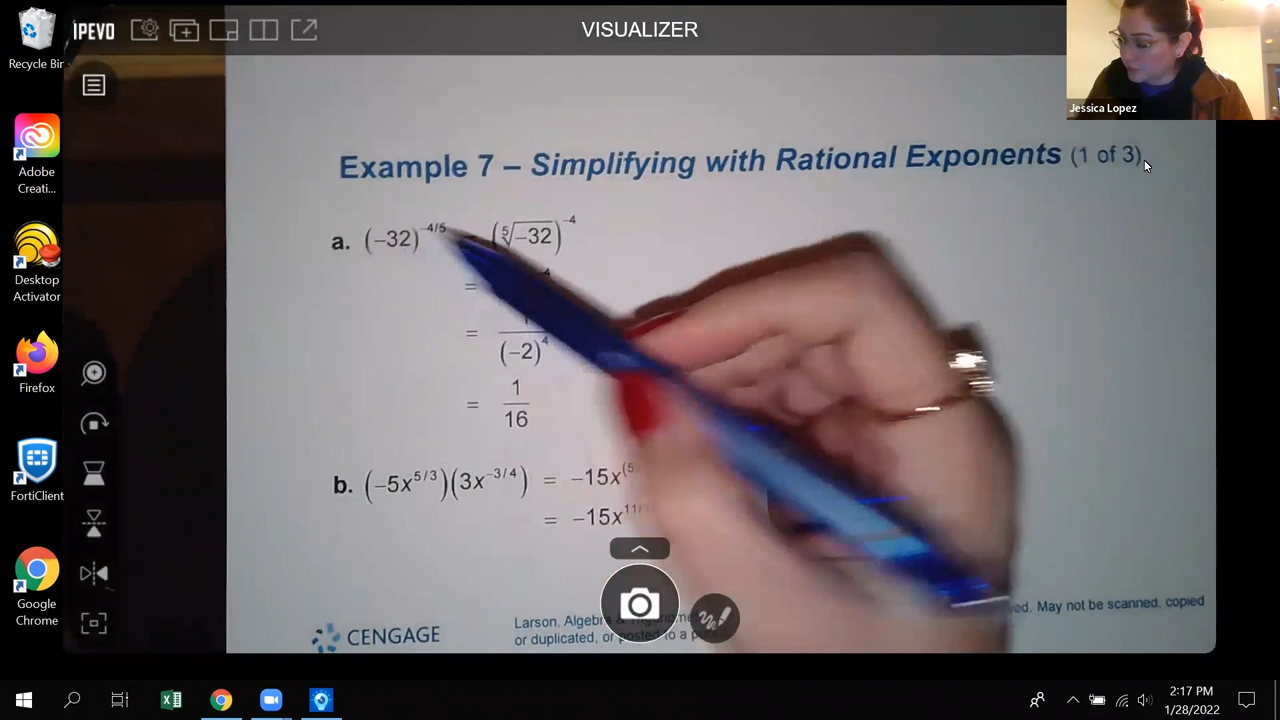 IPEVO
VISUALIZER
Recycle Bin
Jessica Lopez
Adobe
Creati...
Example 7 – Simplifying with Rational Exponents (1 of 3)
a. (−32)^−4/5 = (⁵√−32)^−4
=
= 1/(−2)^4
= 1/16
Desktop
Activator
Firefox
b. (−5x^5/3)(3x^−3/4) = −15x^(5
= −15x^11/
FortiClient
Google
Chrome
CENGAGE
Larson, Algebra
May not be scanned, copied
or duplicated, or posted to a
2:17 PM
1/28/2022